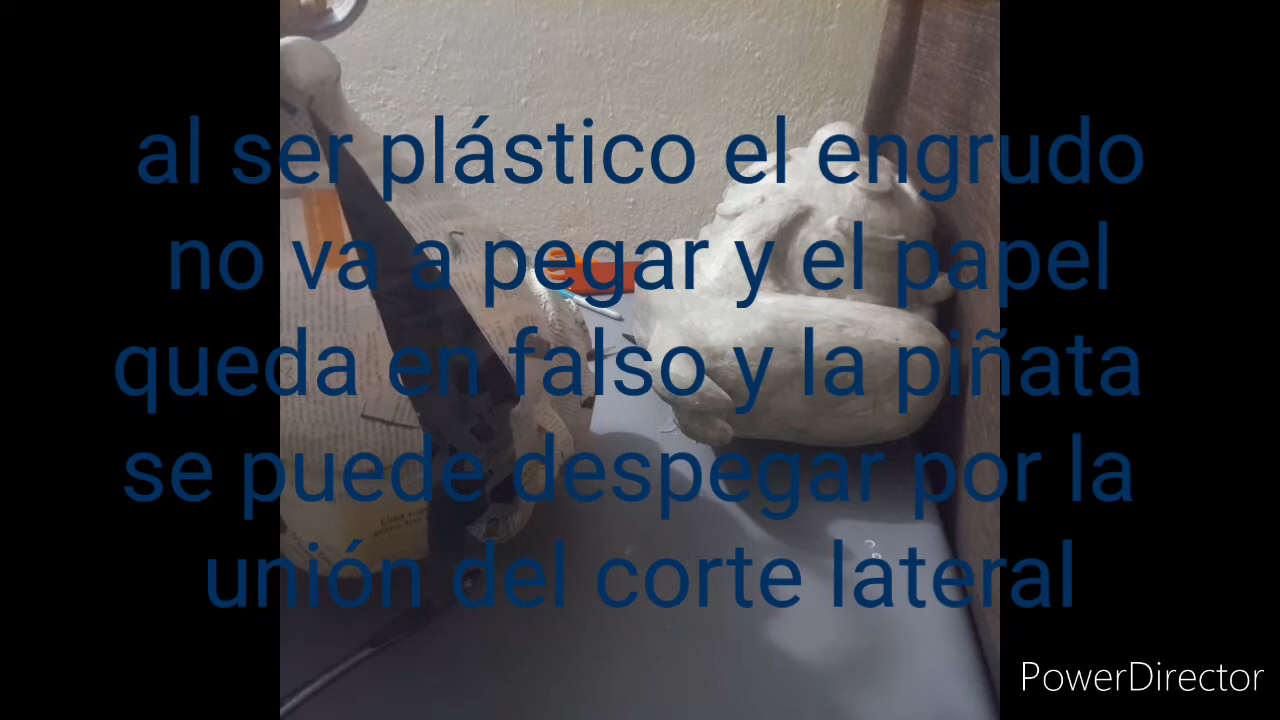 al ser plástico el engrudo
no va a pegar y el papel
queda en falso y la piñata
se puede despegar por la
unión del corte lateral
PowerDirector